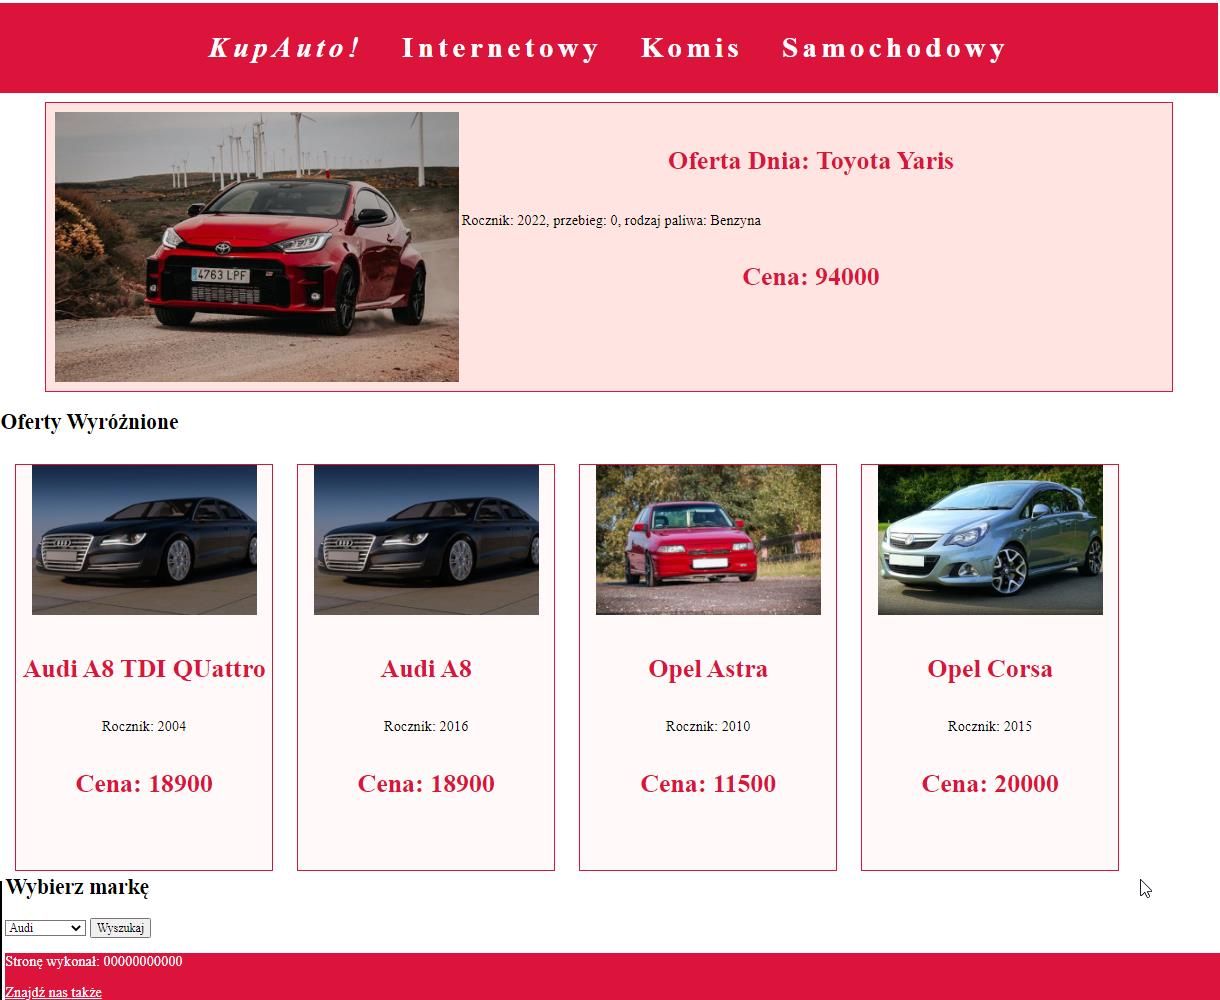 KupAuto! Internetowy Komis Samochodowy
4763 LPF
Oferta Dnia: Toyota Yaris
Rocznik: 2022, przebieg: 0, rodzaj paliwa: Benzyna
Cena: 94000
Oferty Wyróżnione
Audi A8 TDI QUattro
Rocznik: 2004
Cena: 18900
Audi A8
Rocznik: 2016
Cena: 18900
Opel Astra
Rocznik: 2010
Cena: 11500
Opel Corsa
Rocznik: 2015
Cena: 20000
Wybierz markę
Audi Wyszukaj
Stronę wykonał: 00000000000
Znajdź nas także